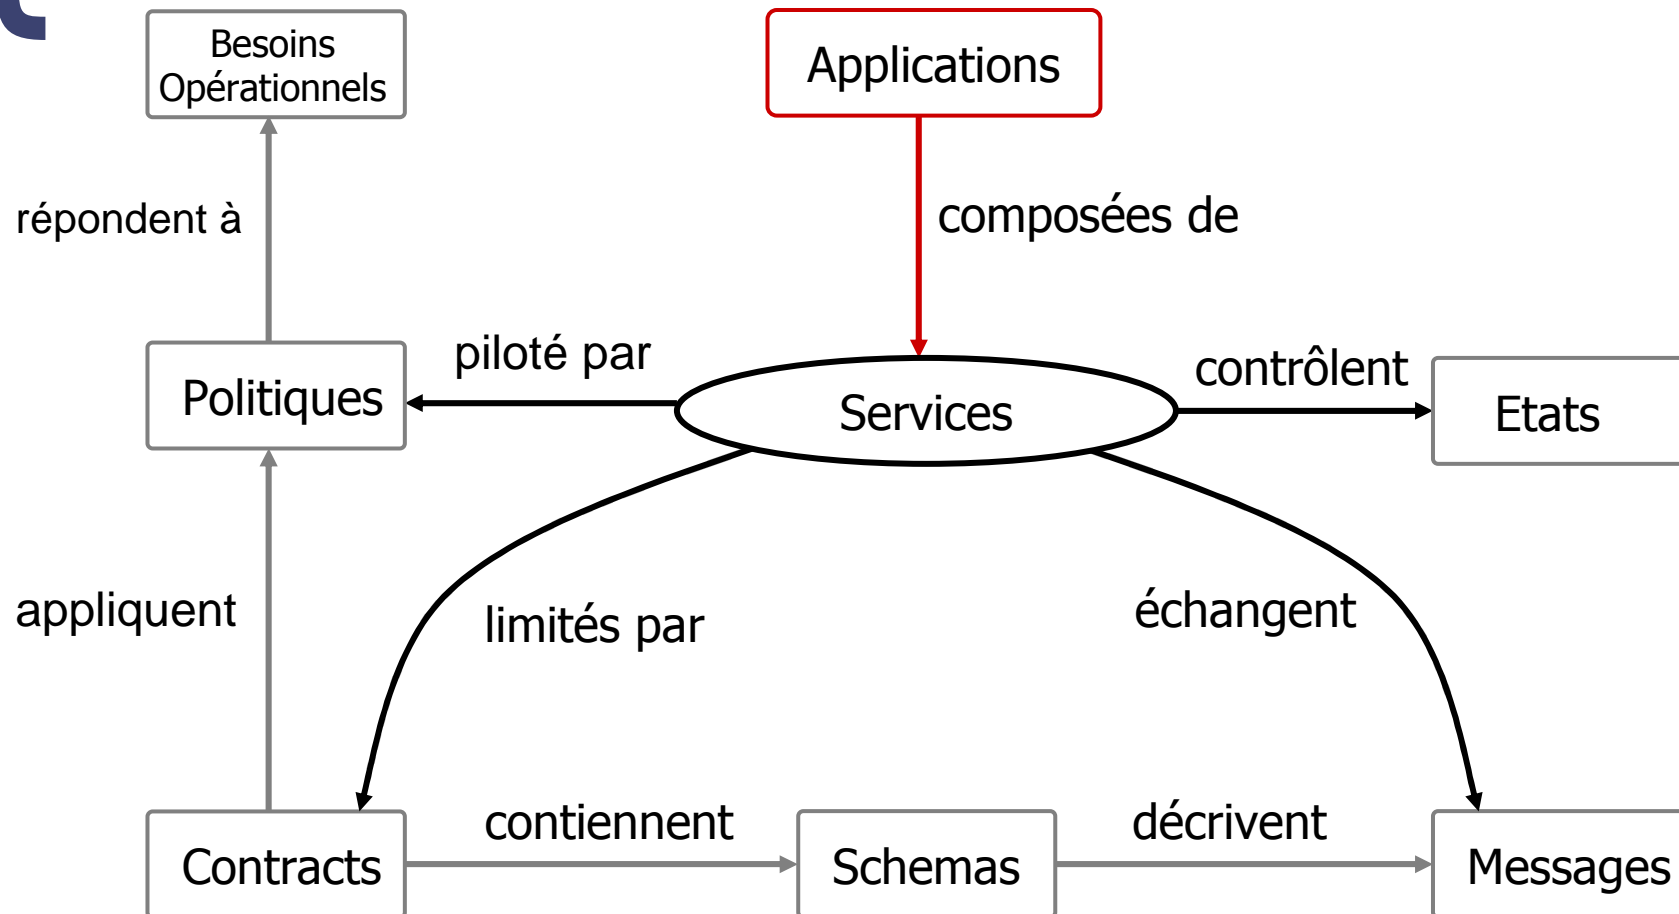 Besoins
Opérationnels
Applications
répondent à
composées de
piloté par
contrôlent
Politiques
Services
Etats
appliquent
limités par
échangent
contiennent
décrivent
Contracts
Schemas
Messages